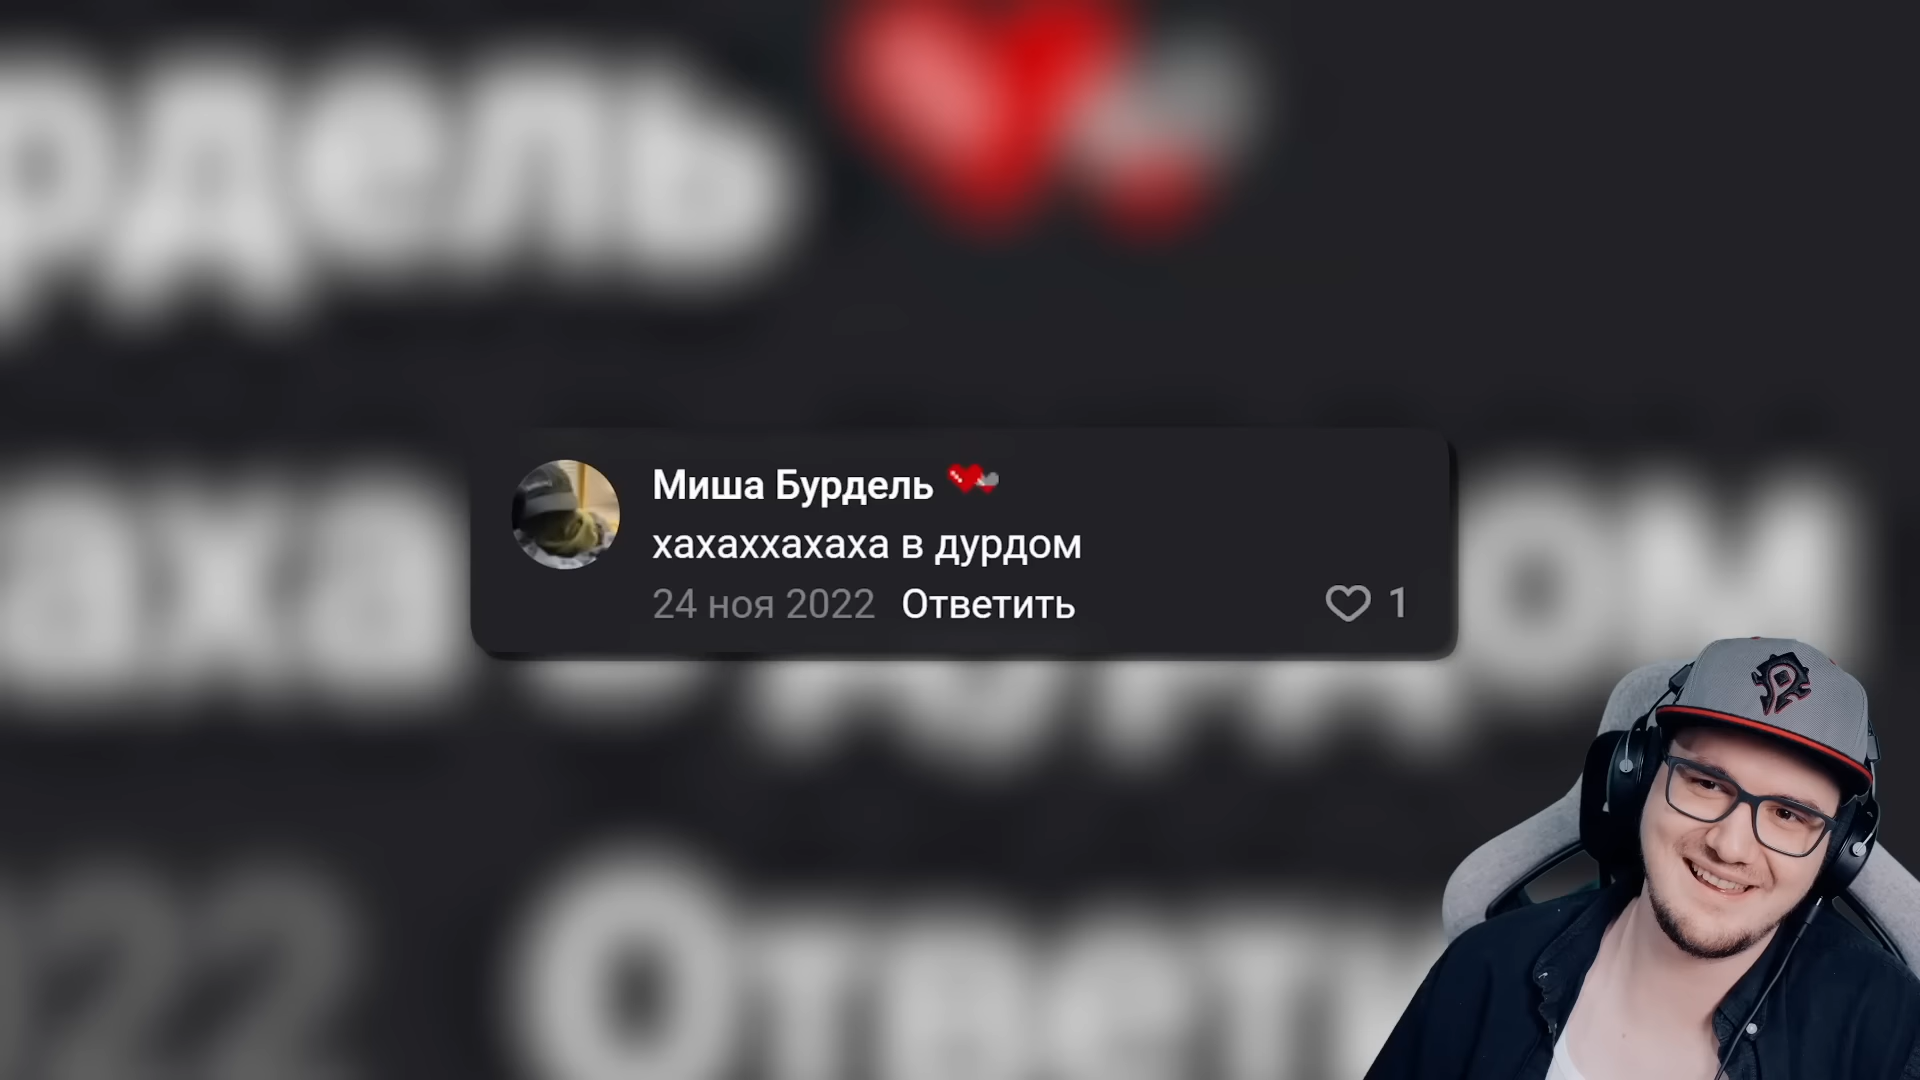 Миша Бурдель
хахаххахаха в дурдом
24 ноя 2022 Ответить 1